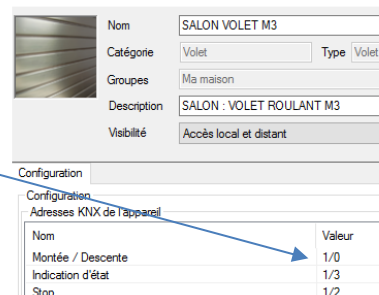 Nom SALON VOLET M3
Catégorie Volet Type Volet
Groupes Ma maison
Description SALON : VOLET ROULANT M3
Visibilité Accès local et distant
Configuration
Configuration
Adresses KNX de l'appareil
Nom Valeur
Montée / Descente 1/0
Indication d'état 1/3
Stop 1/2